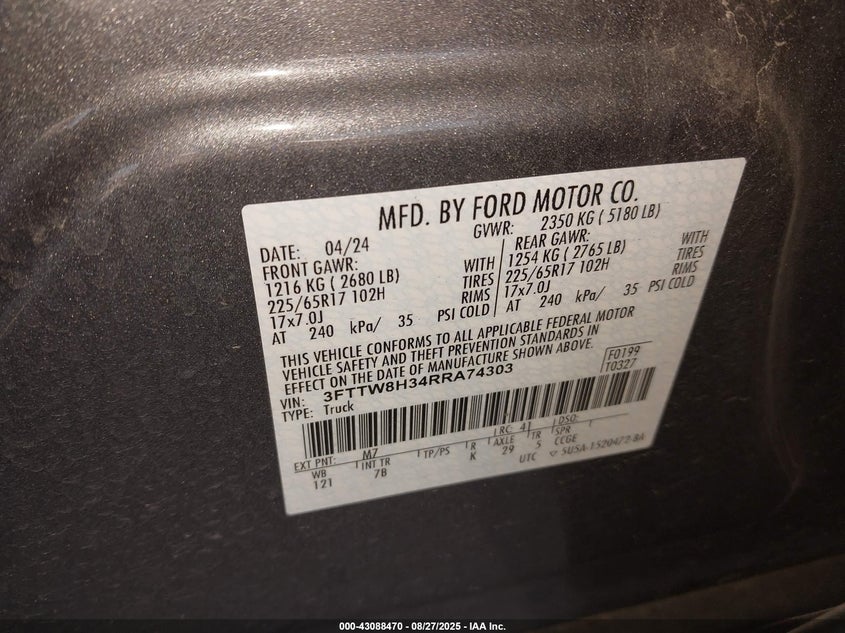 MFD. BY FORD MOTOR CO.
DATE: 04/24 GVWR: 2350 KG ( 5180 LB)
FRONT GAWR: REAR GAWR:
1216 KG ( 2680 LB) WITH 1254 KG ( 2765 LB) WITH
225/65R17 102H TIRES 225/65R17 102H TIRES
17x7.0J RIMS 17x7.0J RIMS
AT 240 kPa/ 35 PSI COLD AT 240 kPa/ 35 PSI COLD
THIS VEHICLE CONFORMS TO ALL APPLICABLE FEDERAL MOTOR
VEHICLE SAFETY AND THEFT PREVENTION STANDARDS IN
EFFECT ON THE DATE OF MANUFACTURE SHOWN ABOVE.
F0199
T0327
VIN: 3FTTW8H34RRA74303
TYPE: Truck
RC: 41 DSO:
EXT PNT: M7
WB INT TR TP/PS R AXLE TR SPR
121 7B K 29 5 CCGE
UTC ▽ 5USA-1520472-BA
000-43088470 - 08/27/2025 - IAA Inc.